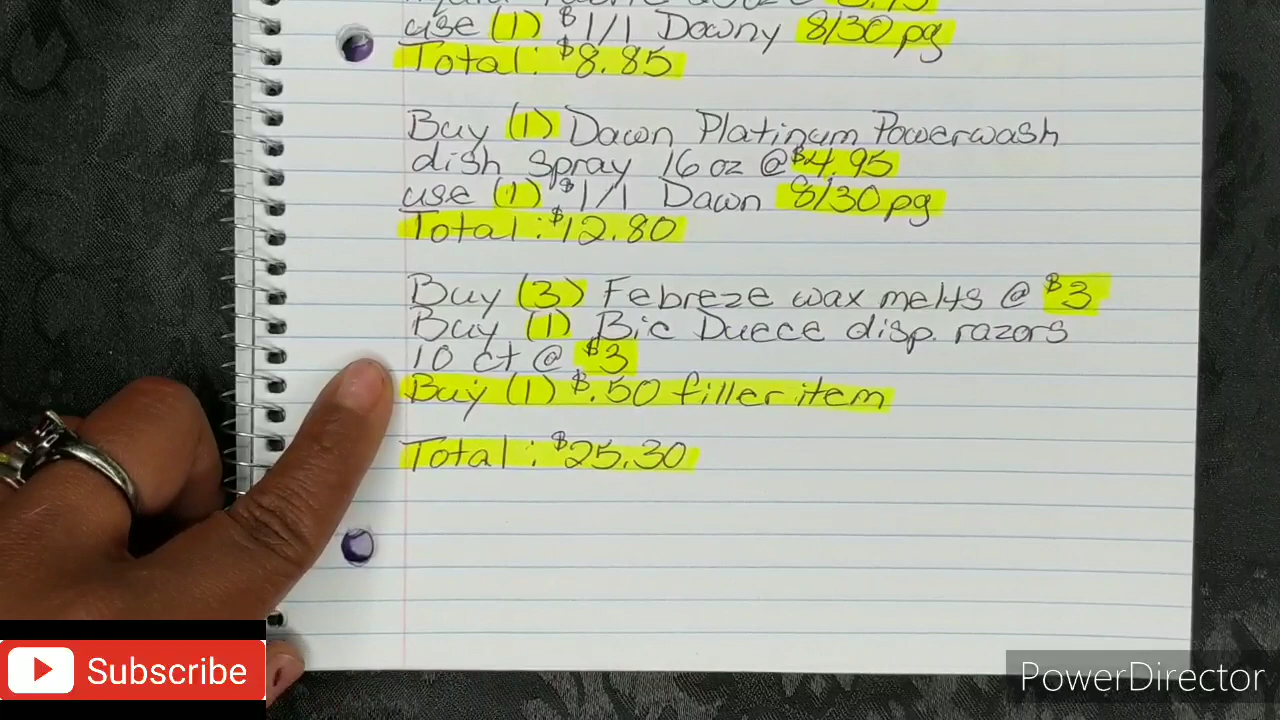 use (1) $1/1 Downy 8/30 pg
Total: $8.85
Buy (1) Dawn Platinum Powerwash
dish spray 16 oz @ $4.95
use (1) $1/1 Dawn 8/30 pg
Total: $12.80
Buy (3) Febreze wax melts @ $3
Buy (1) Bic Duece disp. razors
10 ct @ $3
Buy (1) $.50 filler item
Total: $25.30
Subscribe
PowerDirector